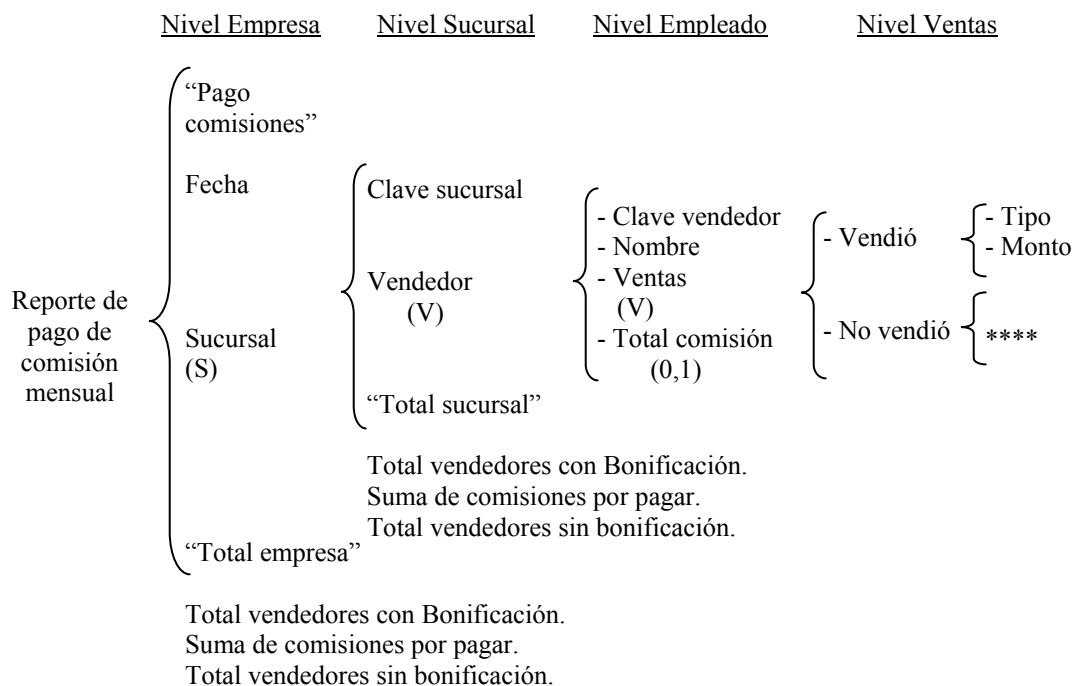 Nivel Empresa Nivel Sucursal Nivel Empleado Nivel Ventas
“Pago
comisiones”
Fecha
Sucursal
(S)
“Total empresa”
Reporte de
pago de
comisión
mensual
Clave sucursal
Vendedor
(V)
“Total sucursal”
- Clave vendedor
- Nombre
- Ventas
(V)
- Total comisión
(0,1)
- Vendió
- No vendió
- Tipo
- Monto
****
Total vendedores con Bonificación.
Suma de comisiones por pagar.
Total vendedores sin bonificación.
Total vendedores con Bonificación.
Suma de comisiones por pagar.
Total vendedores sin bonificación.